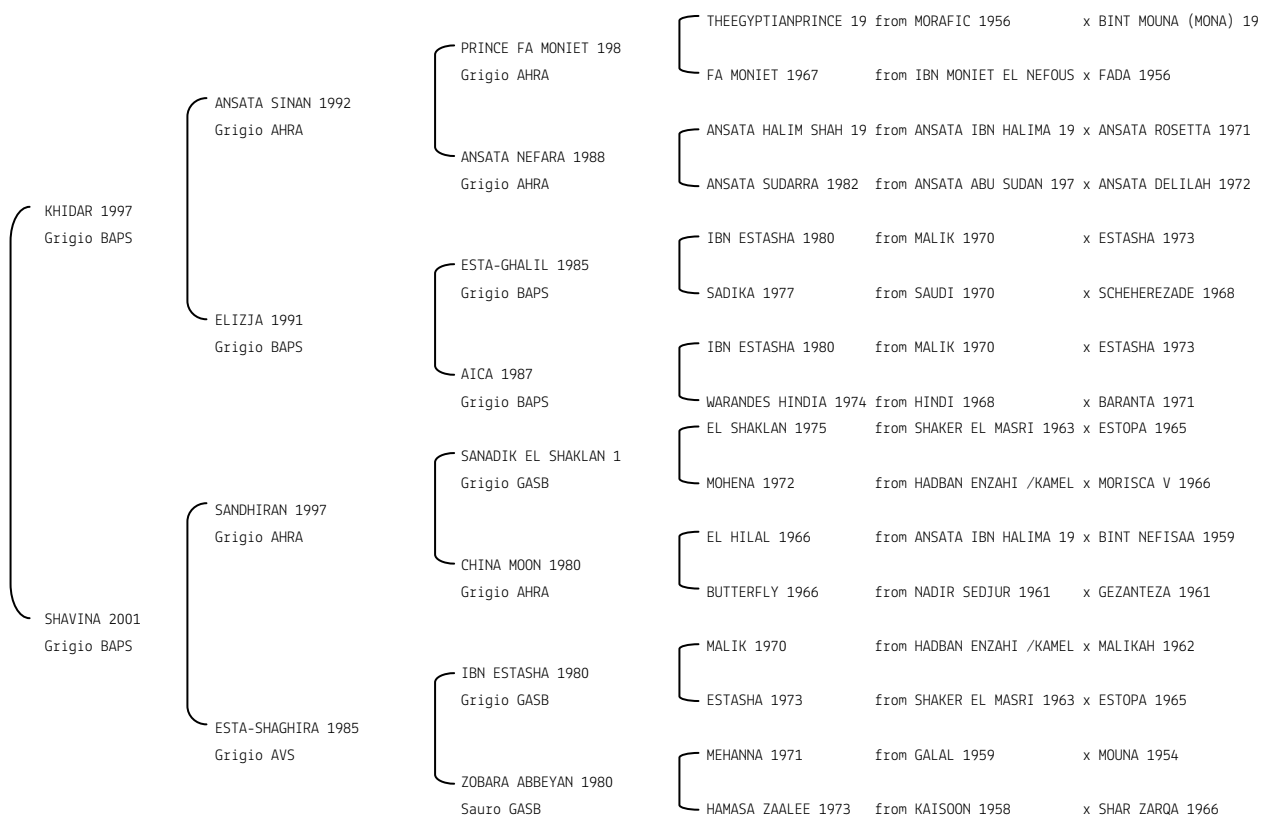 THEEGYPTIANPRINCE 19 from MORAFIC 1956 x BINT MOUNA (MONA) 19
PRINCE FA MONIET 198
Grigio AHRA
FA MONIET 1967 from IBN MONIET EL NEFOUS x FADA 1956
ANSATA SINAN 1992
Grigio AHRA
ANSATA HALIM SHAH 19 from ANSATA IBN HALIMA 19 x ANSATA ROSETTA 1971
ANSATA NEFARA 1988
Grigio AHRA
ANSATA SUDARRA 1982 from ANSATA ABU SUDAN 197 x ANSATA DELILAH 1972
KHIDAR 1997
Grigio BAPS
IBN ESTASHA 1980 from MALIK 1970 x ESTASHA 1973
ESTA-GHALIL 1985
Grigio BAPS
SADIKA 1977 from SAUDI 1970 x SCHEHEREZADE 1968
ELIZJA 1991
Grigio BAPS
IBN ESTASHA 1980 from MALIK 1970 x ESTASHA 1973
AICA 1987
Grigio BAPS
WARANDES HINDIA 1974 from HINDI 1968 x BARANTA 1971
EL SHAKLAN 1975 from SHAKER EL MASRI 1963 x ESTOPA 1965
SANADIK EL SHAKLAN 1
Grigio GASB
MOHENA 1972 from HADBAN ENZAHI /KAMEL x MORISCA V 1966
SANDHIRAN 1997
Grigio AHRA
EL HILAL 1966 from ANSATA IBN HALIMA 19 x BINT NEFISAA 1959
CHINA MOON 1980
Grigio AHRA
BUTTERFLY 1966 from NADIR SEDJUR 1961 x GEZANTEZA 1961
SHAVINA 2001
Grigio BAPS
MALIK 1970 from HADBAN ENZAHI /KAMEL x MALIKAH 1962
IBN ESTASHA 1980
Grigio GASB
ESTASHA 1973 from SHAKER EL MASRI 1963 x ESTOPA 1965
ESTA-SHAGHIRA 1985
Grigio AVS
MEHANNA 1971 from GALAL 1959 x MOUNA 1954
ZOBARA ABBEYAN 1980
Sauro GASB
HAMASA ZAALEE 1973 from KAISOON 1958 x SHAR ZARQA 1966